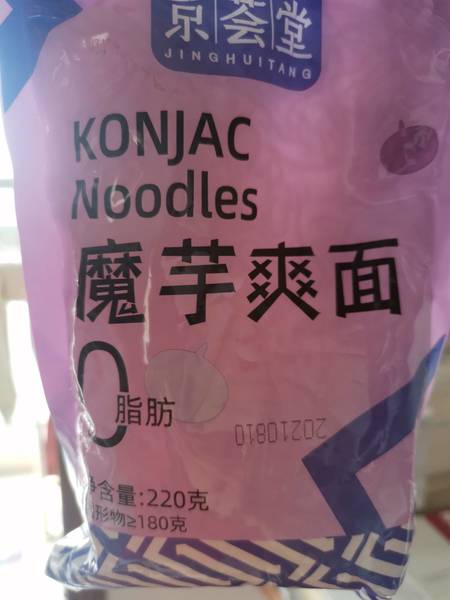 京荟堂
JINGHUITANG
KONJAC
Noodles
魔芋爽面
0
脂肪
20210810
净含量:220克
固形物≥180克